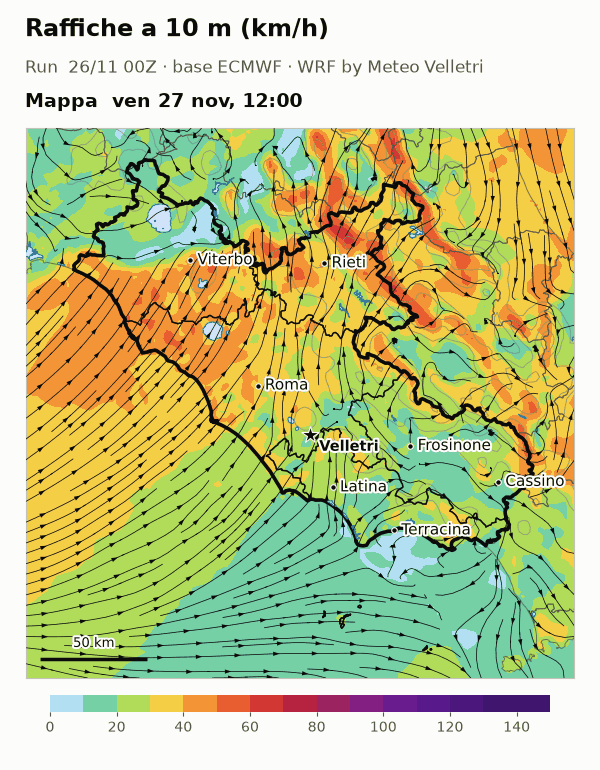 Raffiche a 10 m (km/h)
Run  26/11 00Z · base ECMWF · WRF by Meteo Velletri
Mappa  ven 27 nov, 12:00
Viterbo
Rieti
Roma
Velletri
Frosinone
Cassino
Latina
Terracina
50 km
0 20 40 60 80 100 120 140